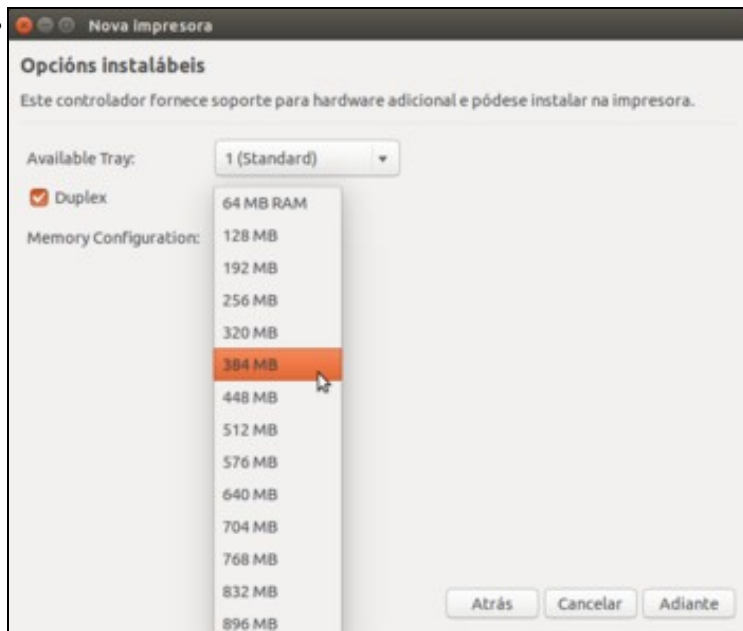 Nova impresora
Opcións instalábeis
Este controlador fornece soporte para hardware adicional e pódese instalar na impresora.
Available Tray:
1 (Standard)
Duplex
Memory Configuration:
64 MB RAM
128 MB
192 MB
256 MB
320 MB
384 MB
448 MB
512 MB
576 MB
640 MB
704 MB
768 MB
832 MB
896 MB
Atrás
Cancelar
Adiante